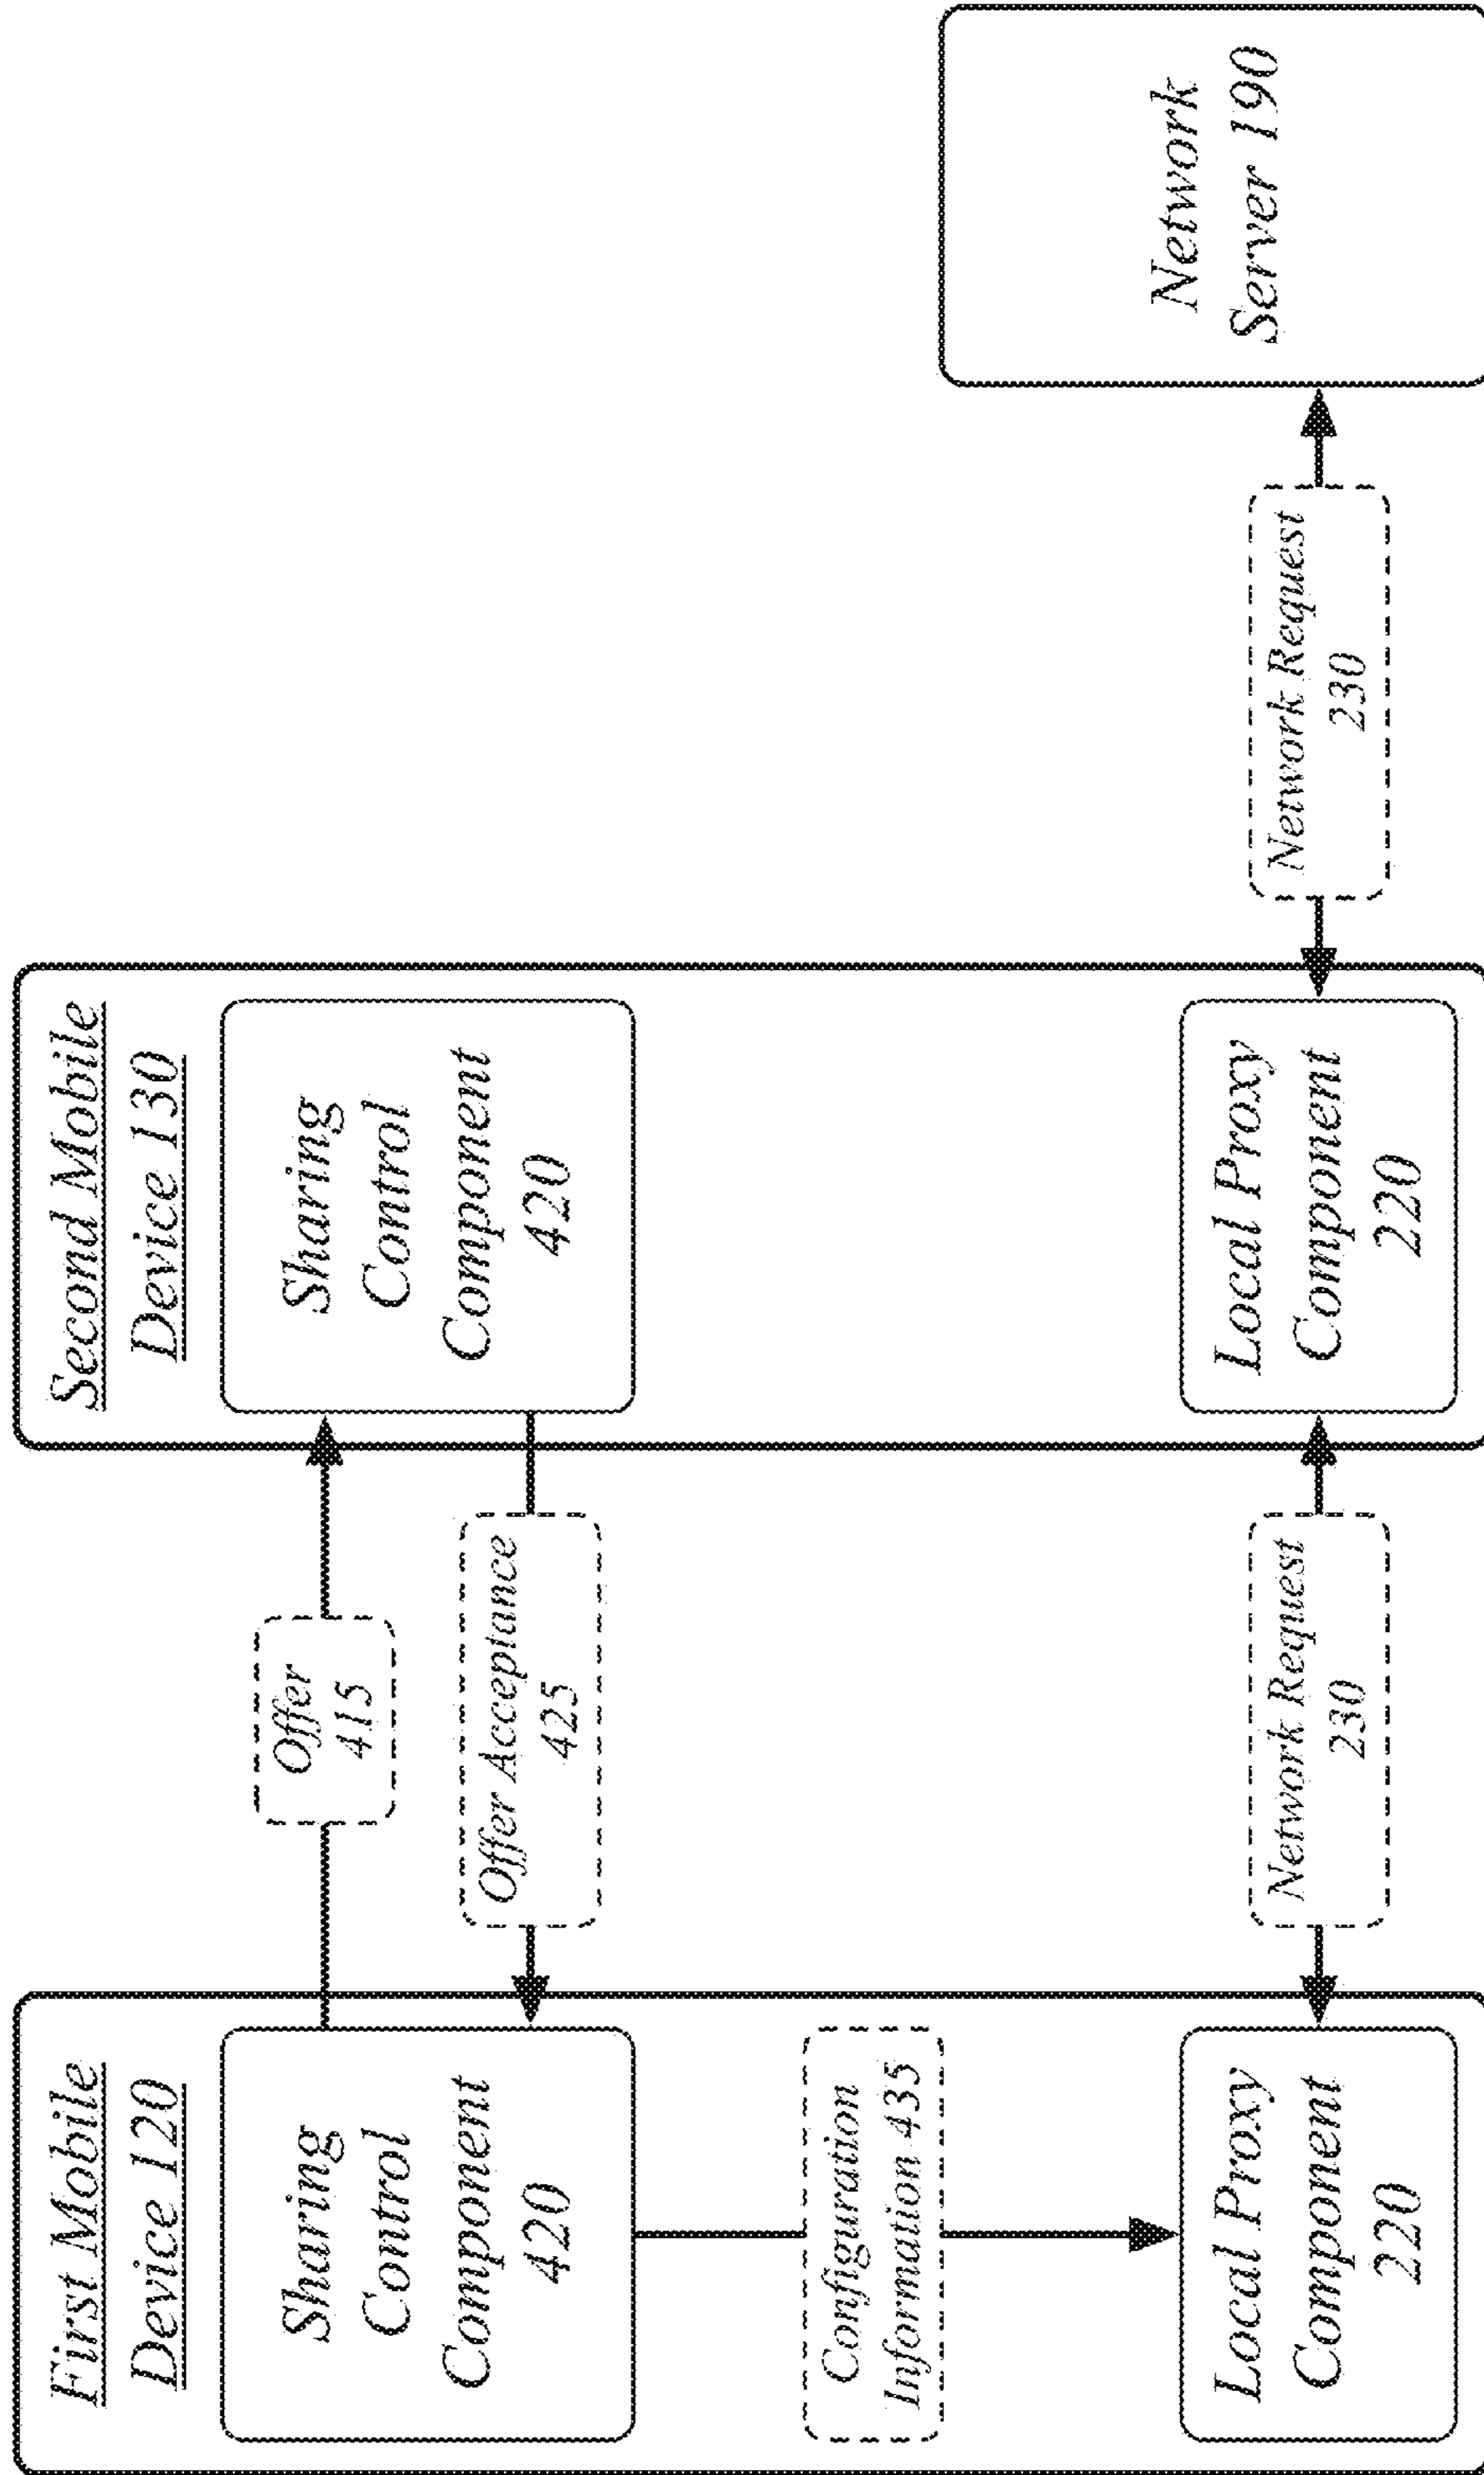 First Mobile
Device 120
Sharing
Control
Component
420
Configuration
Information 435
Local Proxy
Component
220
Offer
415
Offer Acceptance
425
Network Request
230
Second Mobile
Device 130
Sharing
Control
Component
420
Local Proxy
Component
220
Network Request
230
Network
Server 190